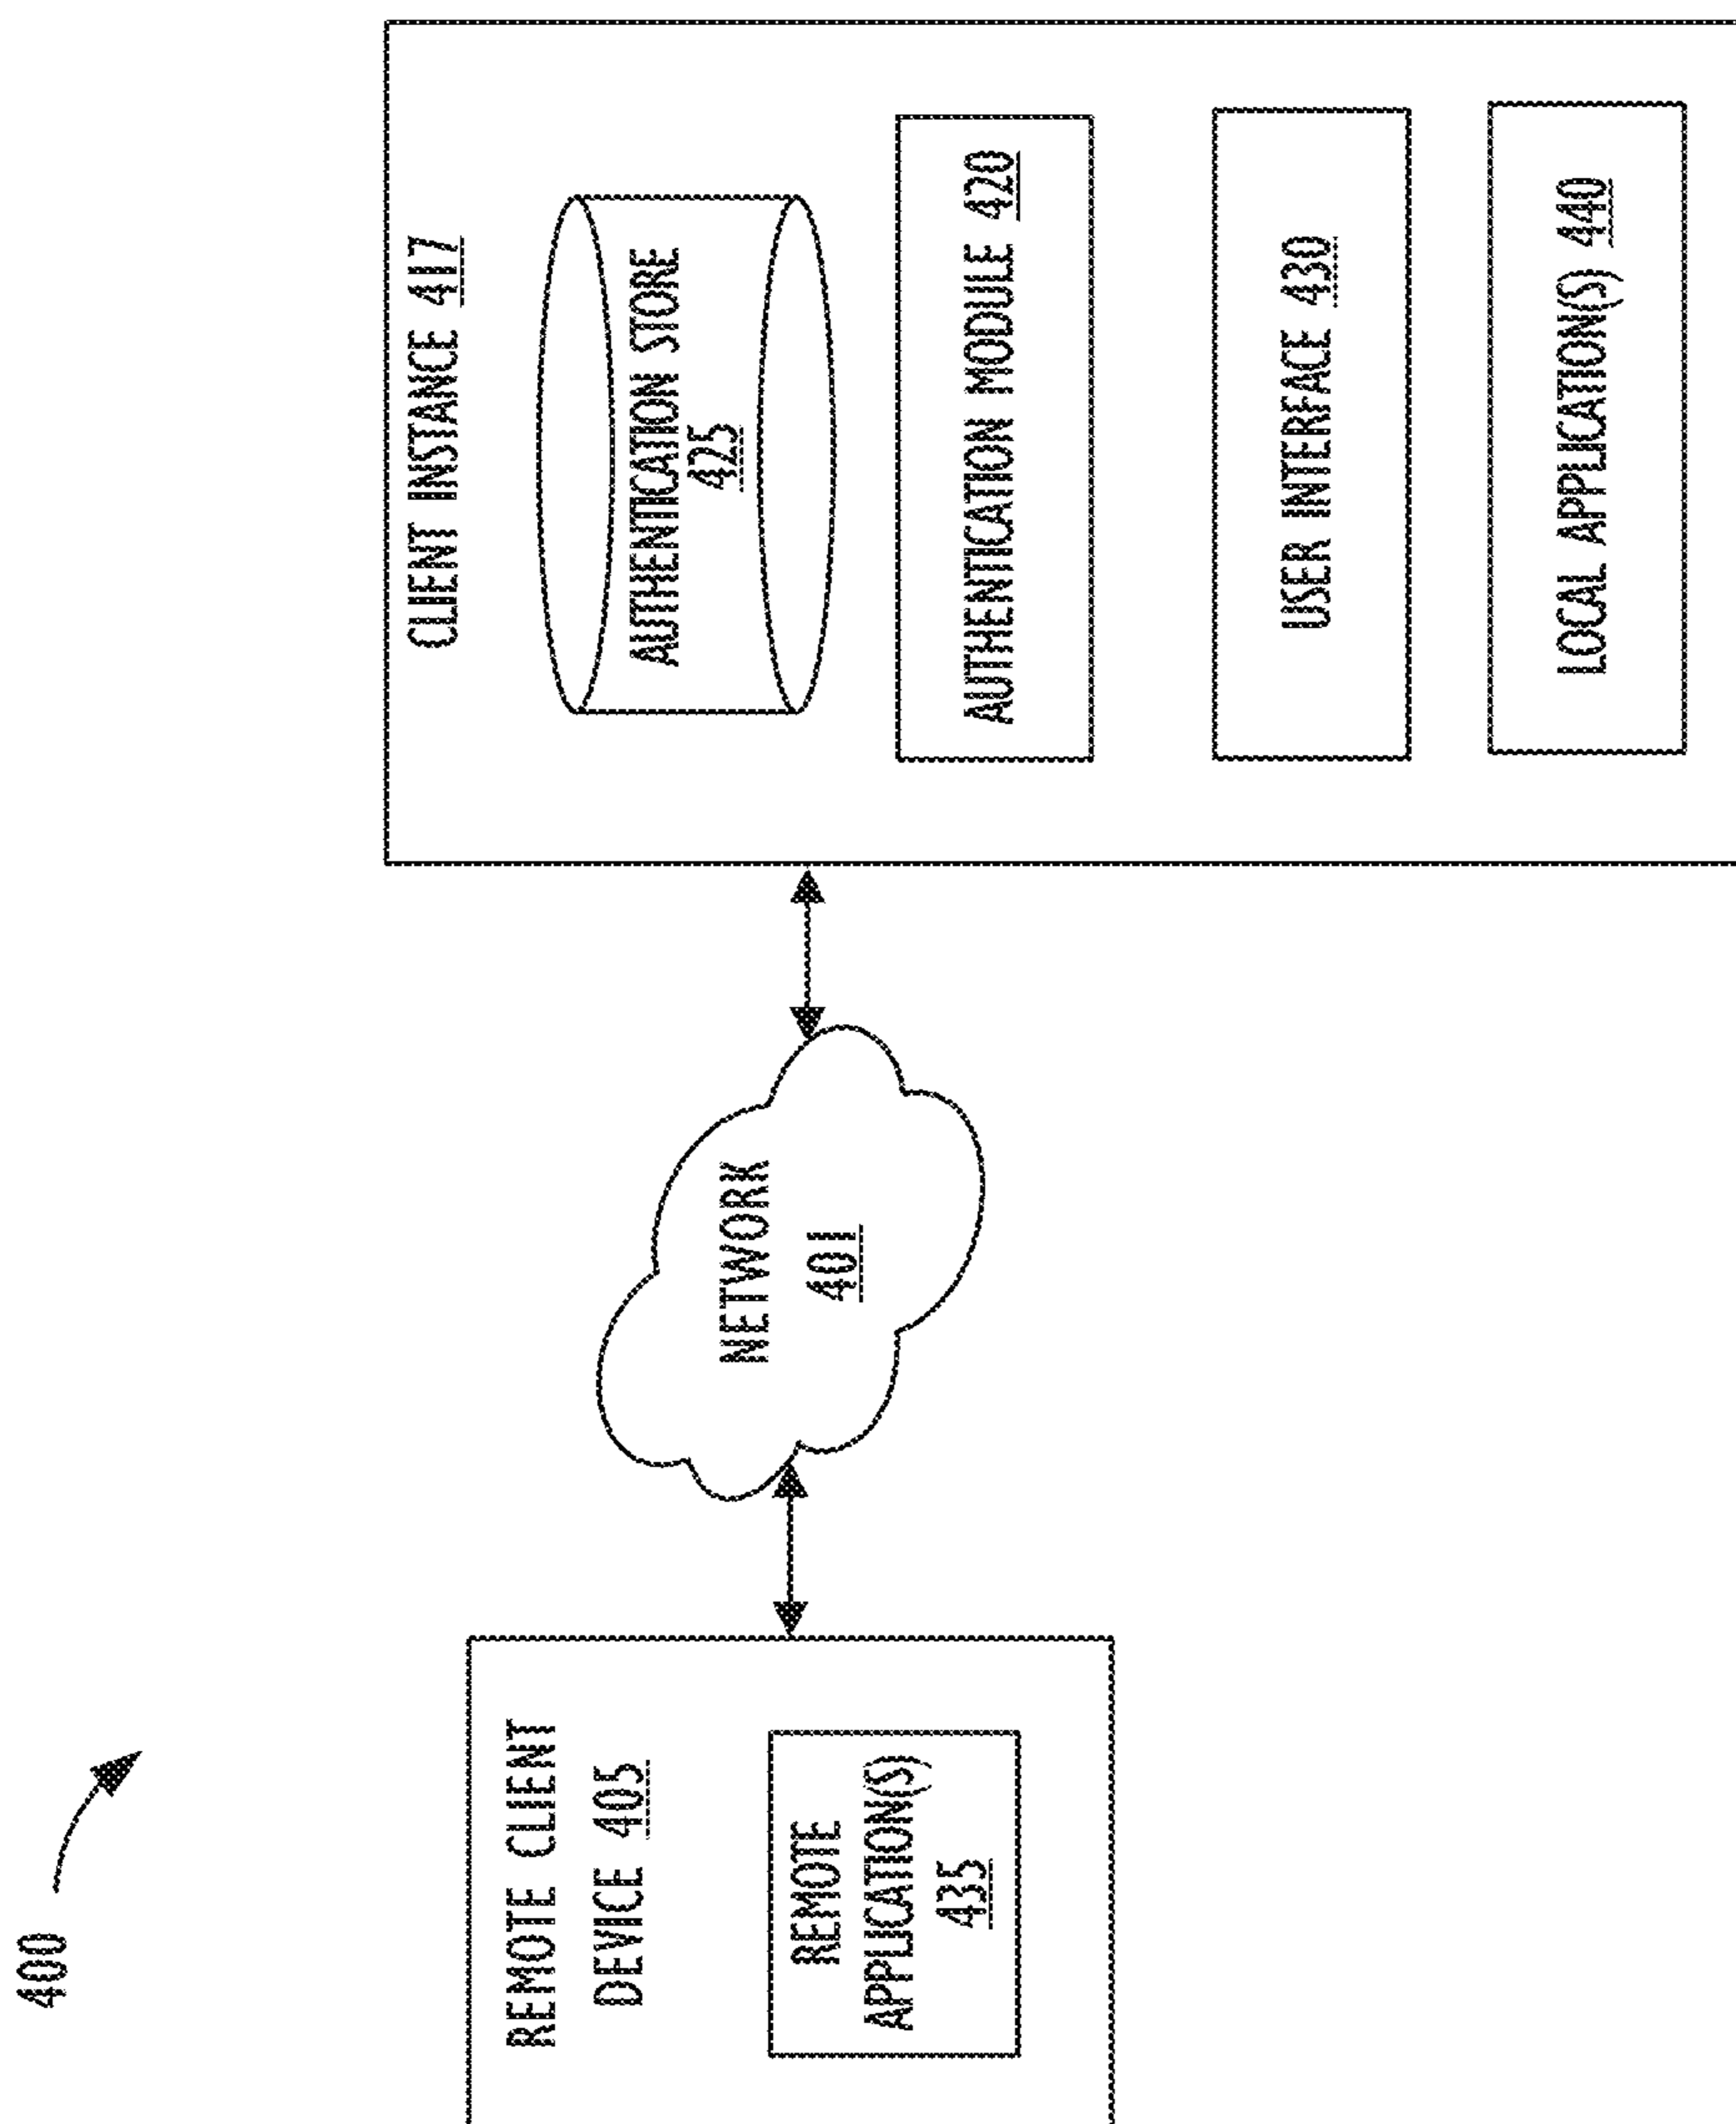 400
REMOTE CLIENT
DEVICE 405
REMOTE
APPLICATION(S)
435
NETWORK
401
CLIENT INSTANCE 417
AUTHENTICATION STORE
425
AUTHENTICATION MODULE 420
USER INTERFACE 430
LOCAL APPLICATION(S) 440